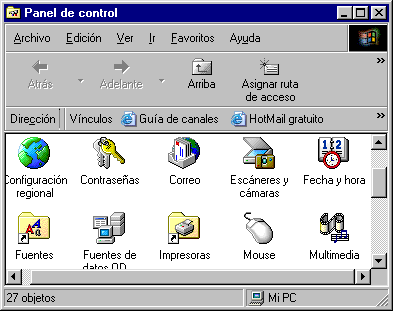 Panel de control
Archivo Edición Ver Ir Favoritos Ayuda »
Atrás Adelante Arriba Asignar ruta de acceso »
Dirección Vínculos Guía de canales HotMail gratuito
Configuración regional
Contraseñas
Correo
Escáneres y cámaras
Fecha y hora
Fuentes
Fuentes de datos OD
Impresoras
Mouse
Multimedia
27 objetos Mi PC